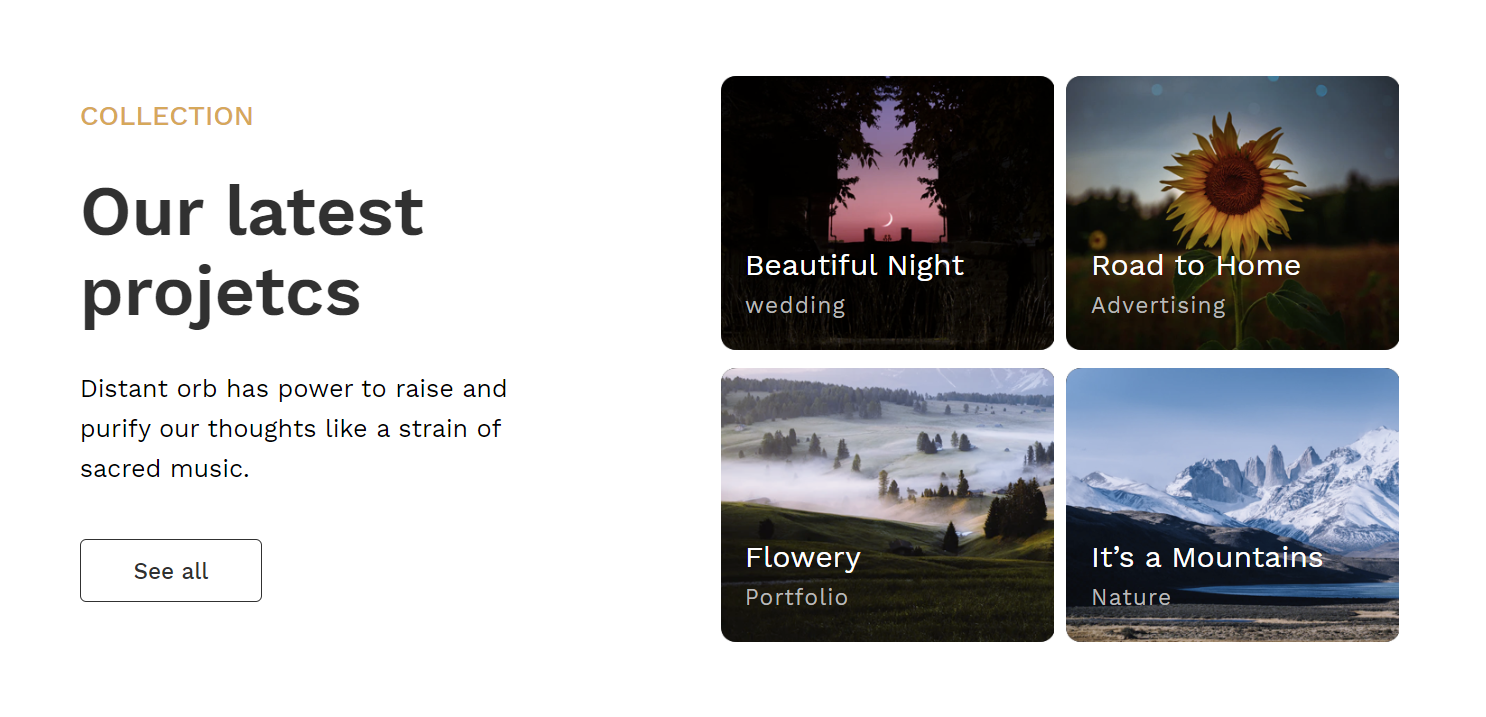 COLLECTION
Our latest
projetcs
Distant orb has power to raise and
purify our thoughts like a strain of
sacred music.
See all
Beautiful Night
wedding
Road to Home
Advertising
Flowery
Portfolio
It’s a Mountains
Nature